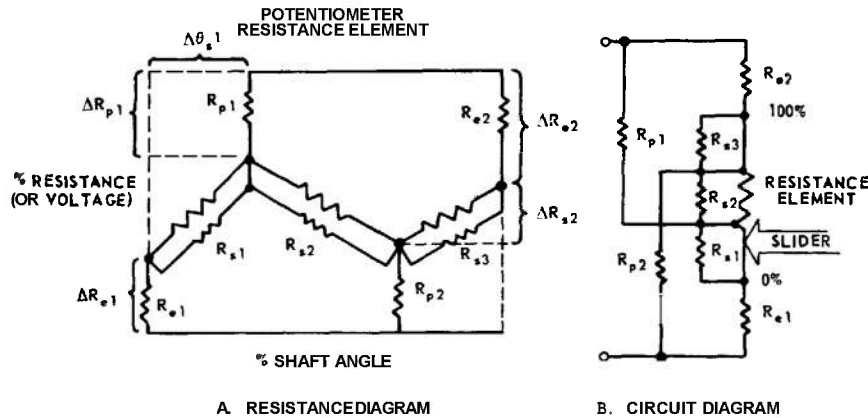 POTENTIOMETER
RESISTANCE ELEMENT
Δθs1
ΔRp1
Rp1
Re2
ΔRe2
% RESISTANCE
(OR VOLTAGE)
ΔRs2
Rs1
Rs2
Rs3
ΔRe1
Re1
Rp2
% SHAFT ANGLE
A. RESISTANCEDIAGRAM
Re2
100%
Rp1
Rs3
RESISTANCE
ELEMENT
Rs2
SLIDER
Rs1
Rp2
0%
Re1
B. CIRCUIT DIAGRAM